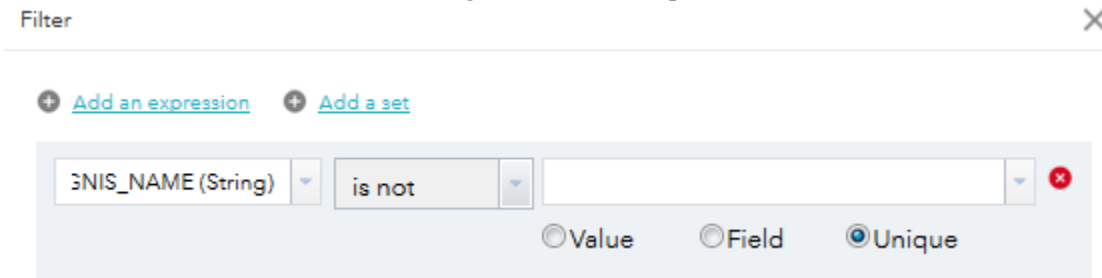 Filter
Add an expression Add a set
GNIS_NAME (String) is not
Value Field Unique